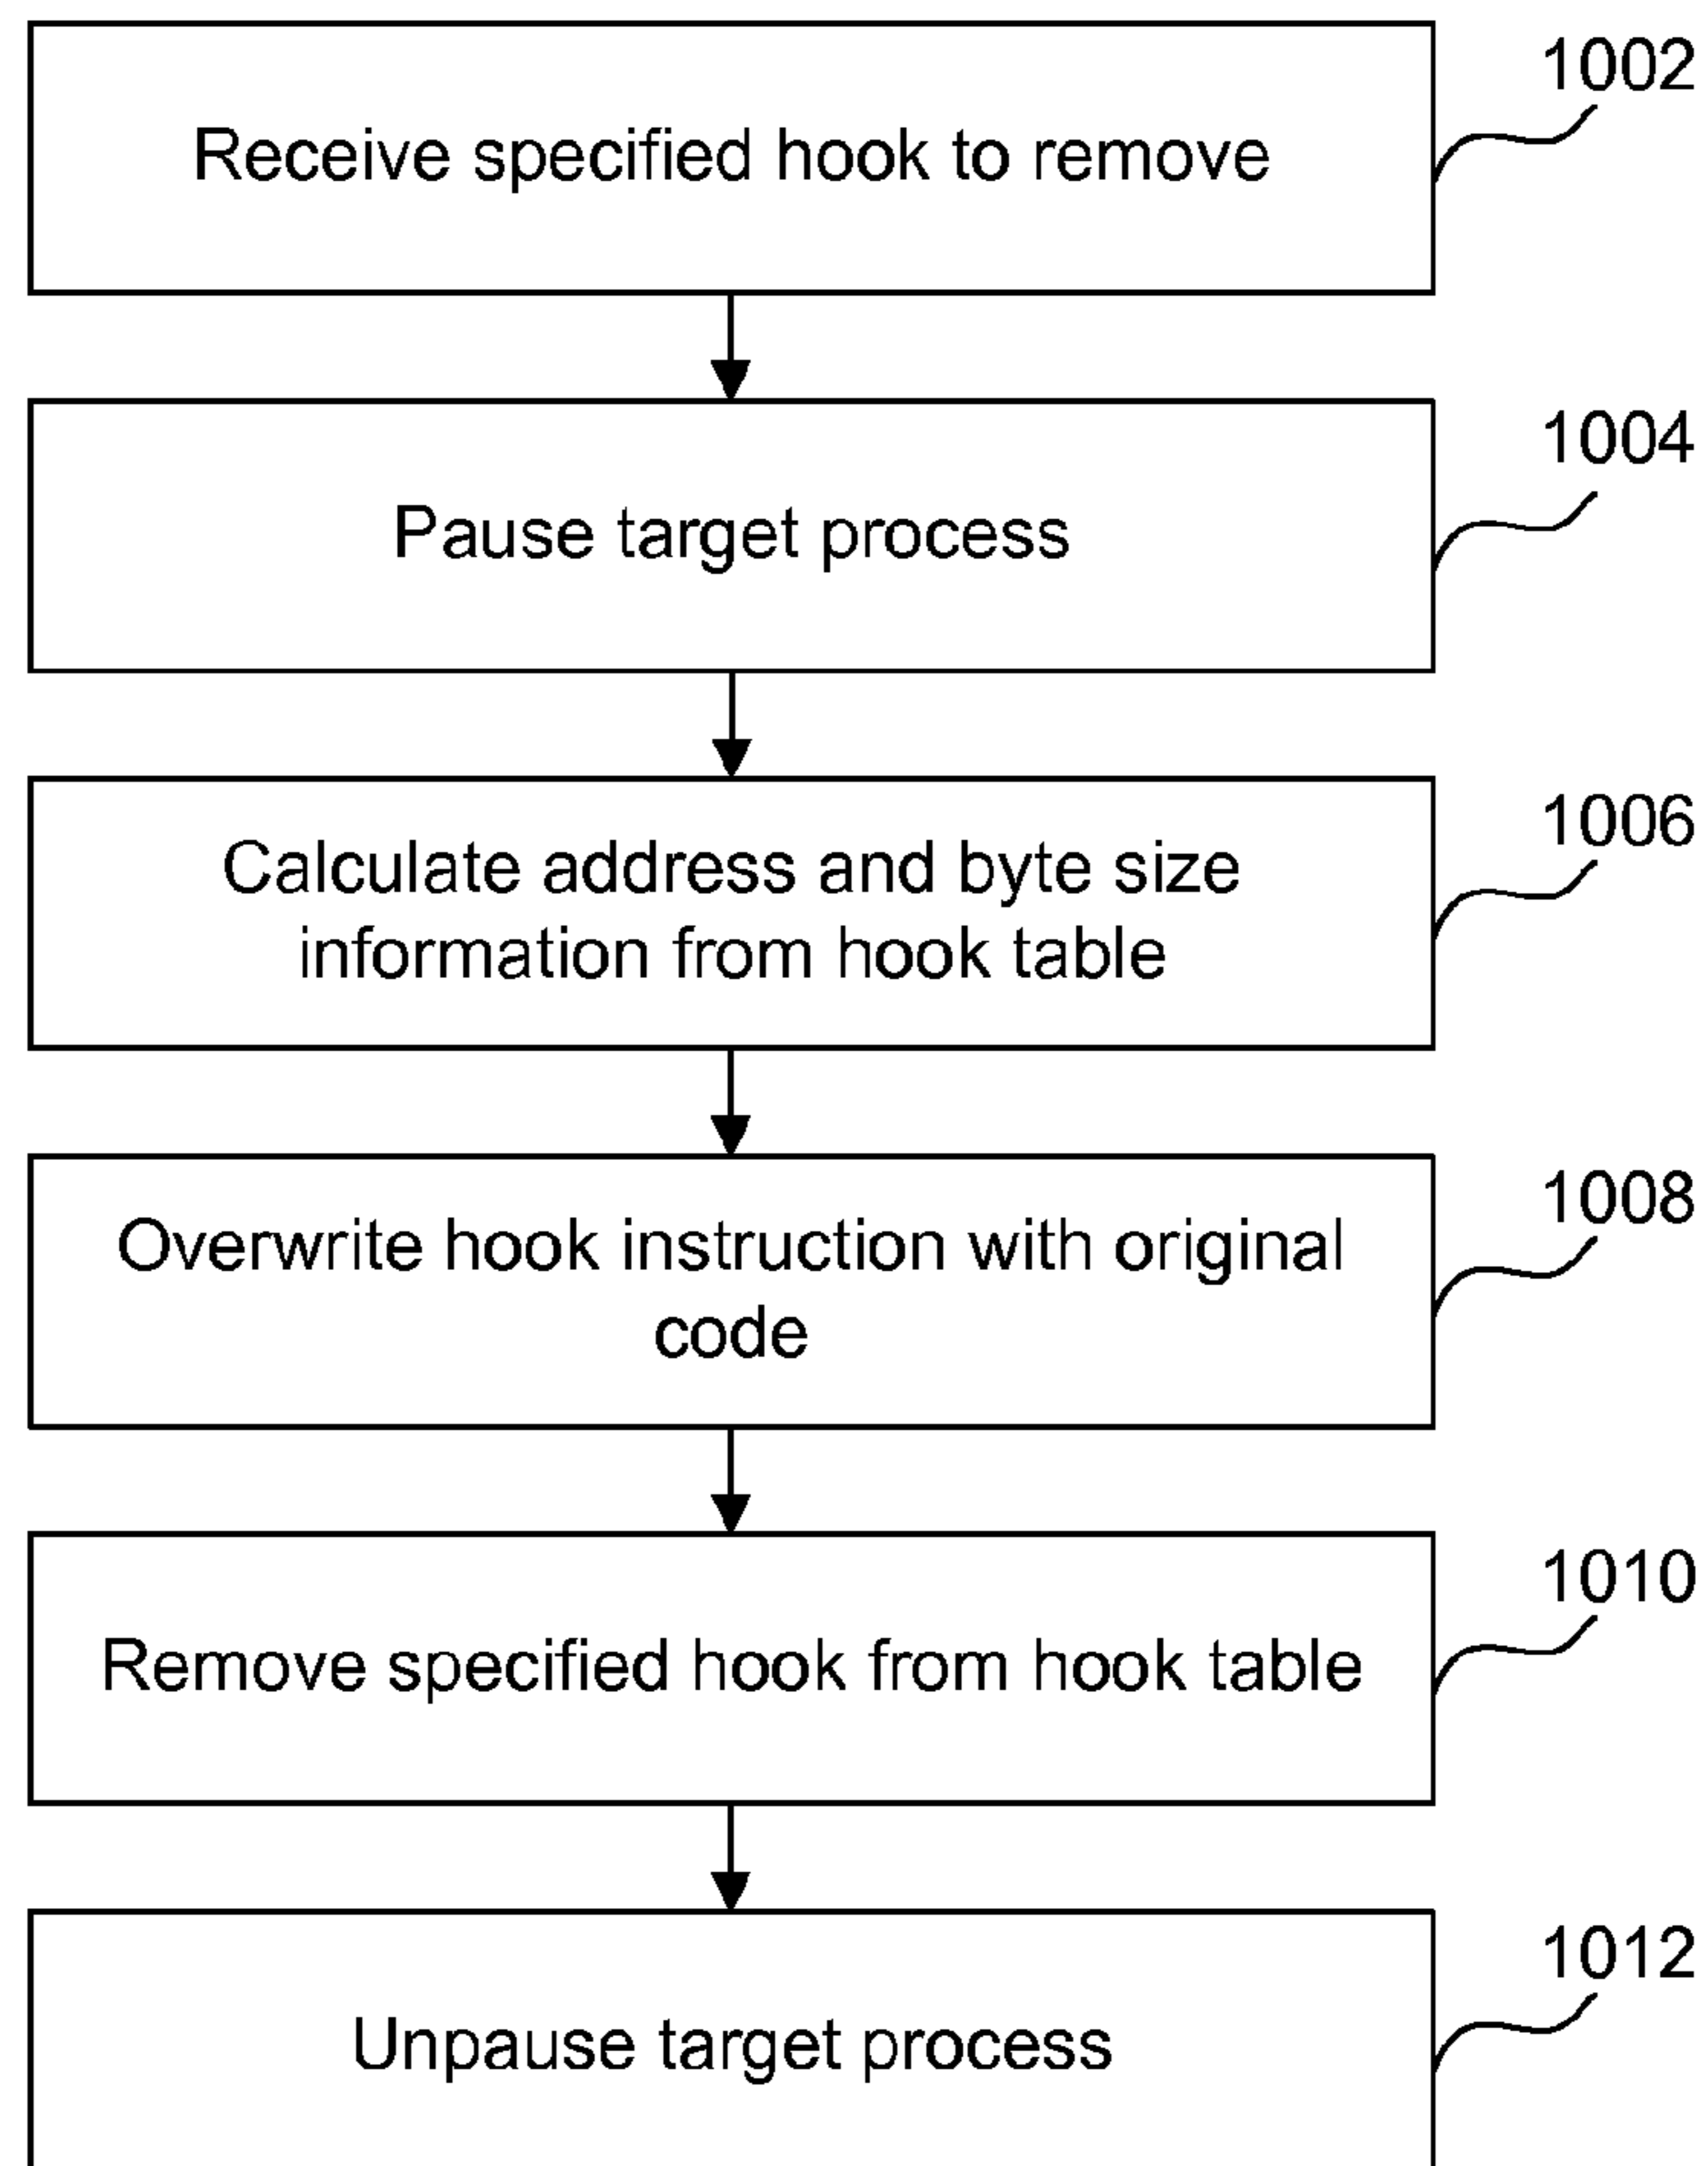 1002
Receive specified hook to remove
1004
Pause target process
1006
Calculate address and byte size
information from hook table
1008
Overwrite hook instruction with original
code
1010
Remove specified hook from hook table
1012
Unpause target process